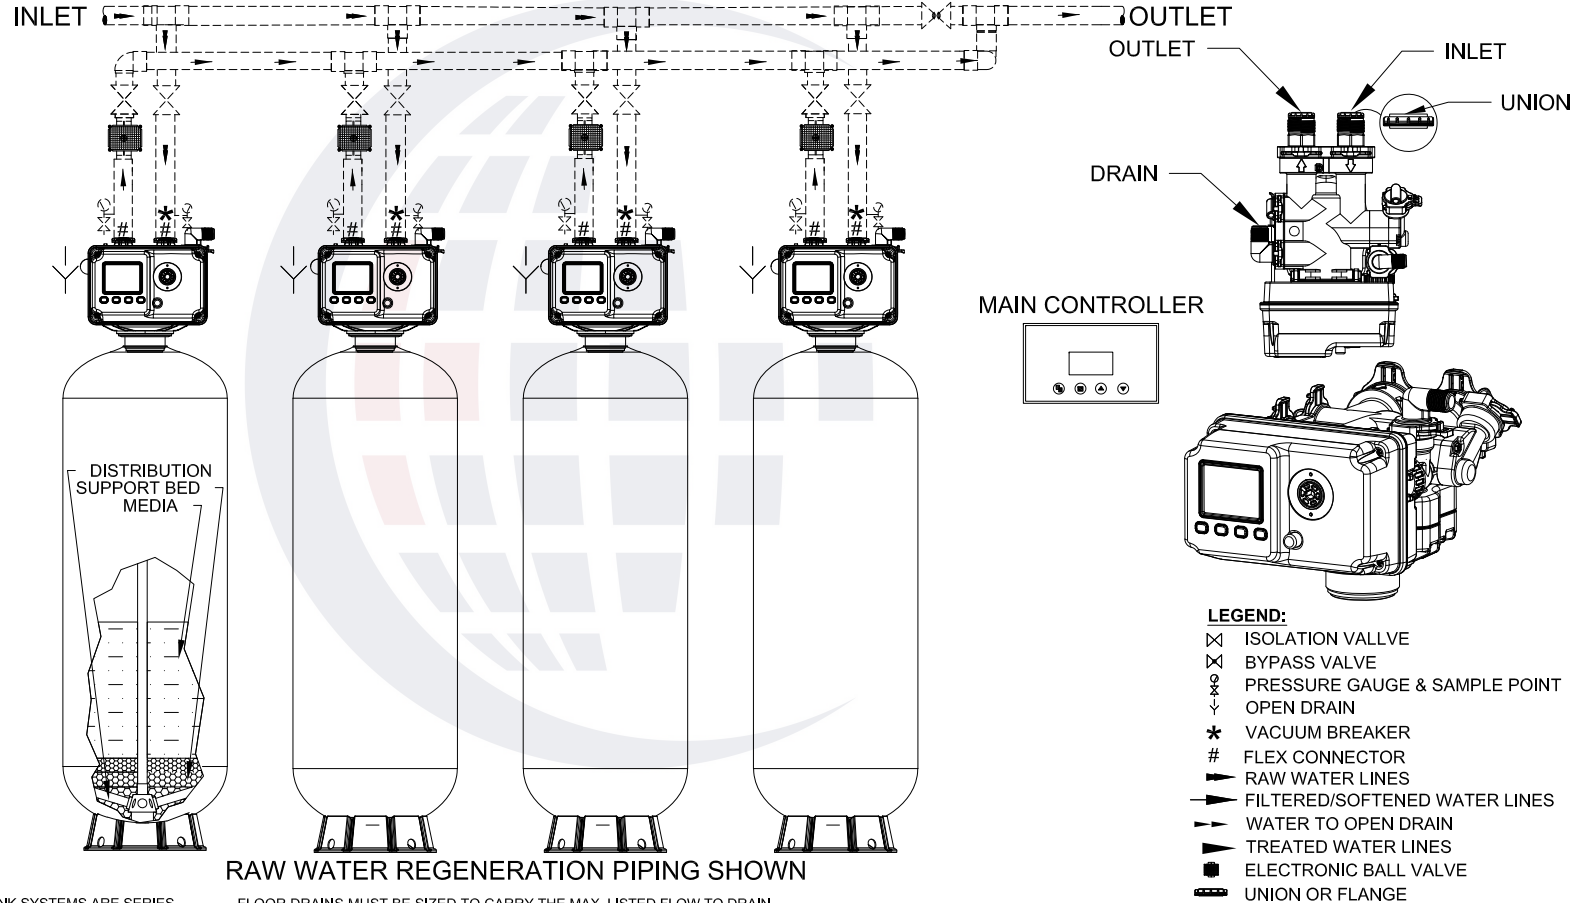 INLET
OUTLET
OUTLET
INLET
UNION
DRAIN
MAIN CONTROLLER
*
*
*
*
#
#
#
#
#
#
#
#
DISTRIBUTION
SUPPORT BED
MEDIA
LEGEND:
ISOLATION VALLVE
BYPASS VALVE
PRESSURE GAUGE & SAMPLE POINT
OPEN DRAIN
* VACUUM BREAKER
# FLEX CONNECTOR
RAW WATER LINES
FILTERED/SOFTENED WATER LINES
WATER TO OPEN DRAIN
TREATED WATER LINES
ELECTRONIC BALL VALVE
UNION OR FLANGE
RAW WATER REGENERATION PIPING SHOWN
SYSTEMS ARE SERIES
FLOOR DRAINS MUST BE SIZED TO CARRY THE MAX. LISTED FLOW TO DRAIN